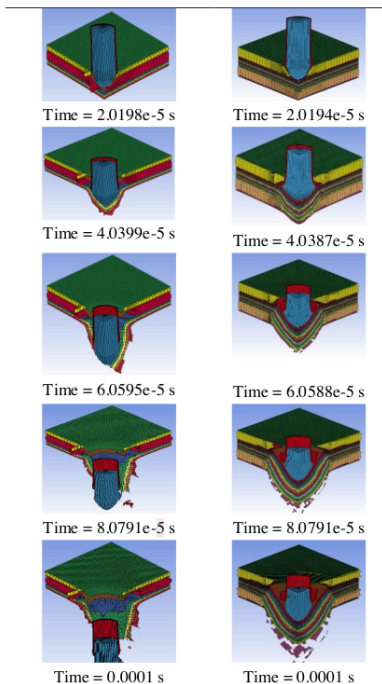 Time = 2.0198e-5 s
Time = 2.0194e-5 s
Time = 4.0399e-5 s
Time = 4.0387e-5 s
Time = 6.0595e-5 s
Time = 6.0588e-5 s
Time = 8.0791e-5 s
Time = 8.0791e-5 s
Time = 0.0001 s
Time = 0.0001 s